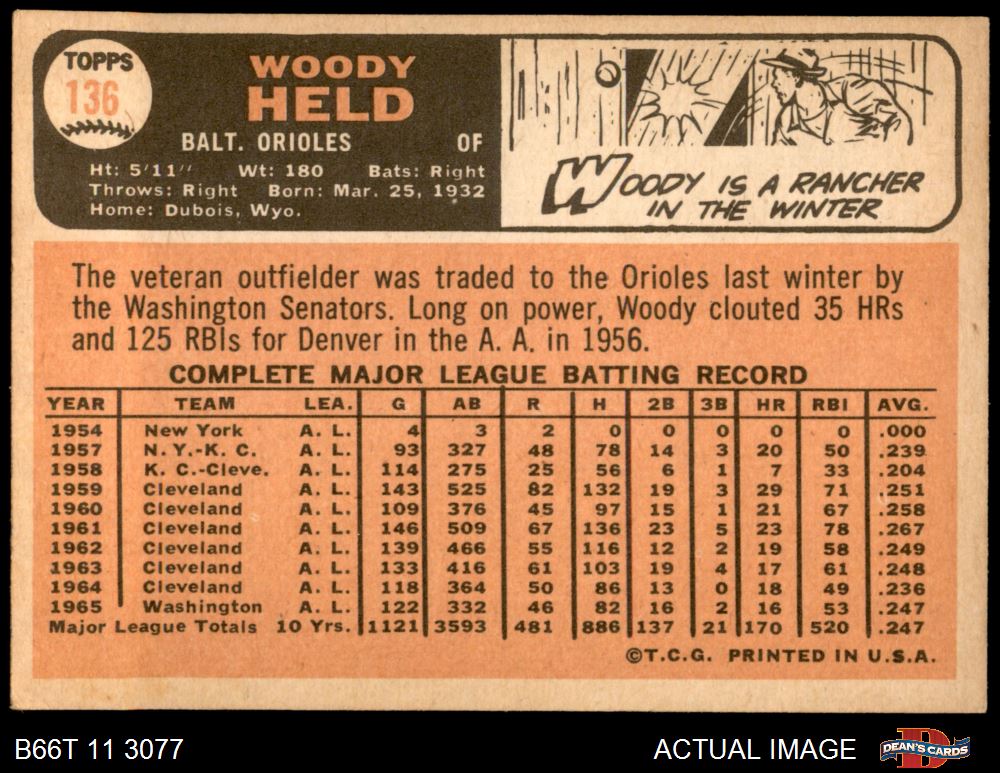 TOPPS
136
WOODY
HELD
BALT. ORIOLES OF
Ht: 5'11" Wt: 180 Bats: Right
Throws: Right Born: Mar. 25, 1932
Home: Dubois, Wyo.
WOODY IS A RANCHER
IN THE WINTER
The veteran outfielder was traded to the Orioles last winter by
the Washington Senators. Long on power, Woody clouted 35 HRs
and 125 RBIs for Denver in the A. A. in 1956.
COMPLETE MAJOR LEAGUE BATTING RECORD
YEAR TEAM LEA. G AB R H 2B 3B HR RBI AVG.
1954 New York A. L. 4 3 2 0 0 0 0 0 .000
1957 N. Y.-K. C. A. L. 93 327 48 78 14 3 20 50 .239
1958 K. C.-Cleve. A. L. 114 275 25 56 6 1 7 33 .204
1959 Cleveland A. L. 143 525 82 132 19 3 29 71 .251
1960 Cleveland A. L. 109 376 45 97 15 1 21 67 .258
1961 Cleveland A. L. 146 509 67 136 23 5 23 78 .267
1962 Cleveland A. L. 139 466 55 116 12 2 19 58 .249
1963 Cleveland A. L. 133 416 61 103 19 4 17 61 .248
1964 Cleveland A. L. 118 364 50 86 13 0 18 49 .236
1965 Washington A. L. 122 332 46 82 16 2 16 53 .247
Major League Totals 10 Yrs. 1121 3593 481 886 137 21 170 520 .247
©T.C.G. PRINTED IN U.S.A.
B66T 11 3077
ACTUAL IMAGE
D
DEAN'S CARDS